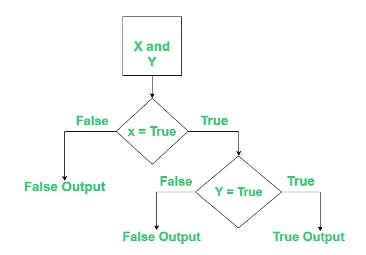 X and
Y
False
True
x = True
False Output
False
True
Y = True
False Output
True Output